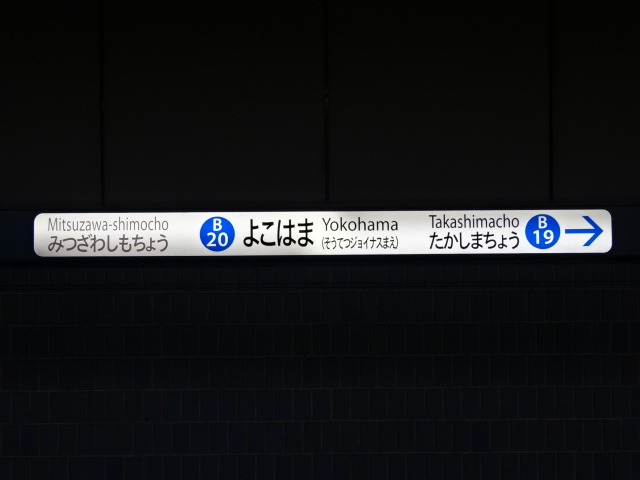 Mitsuzawa-shimocho
みつざわしもちょう
B
20
よこはま
Yokohama
(そうてつジョイナスまえ)
Takashimacho
たかしまちょう
B
19